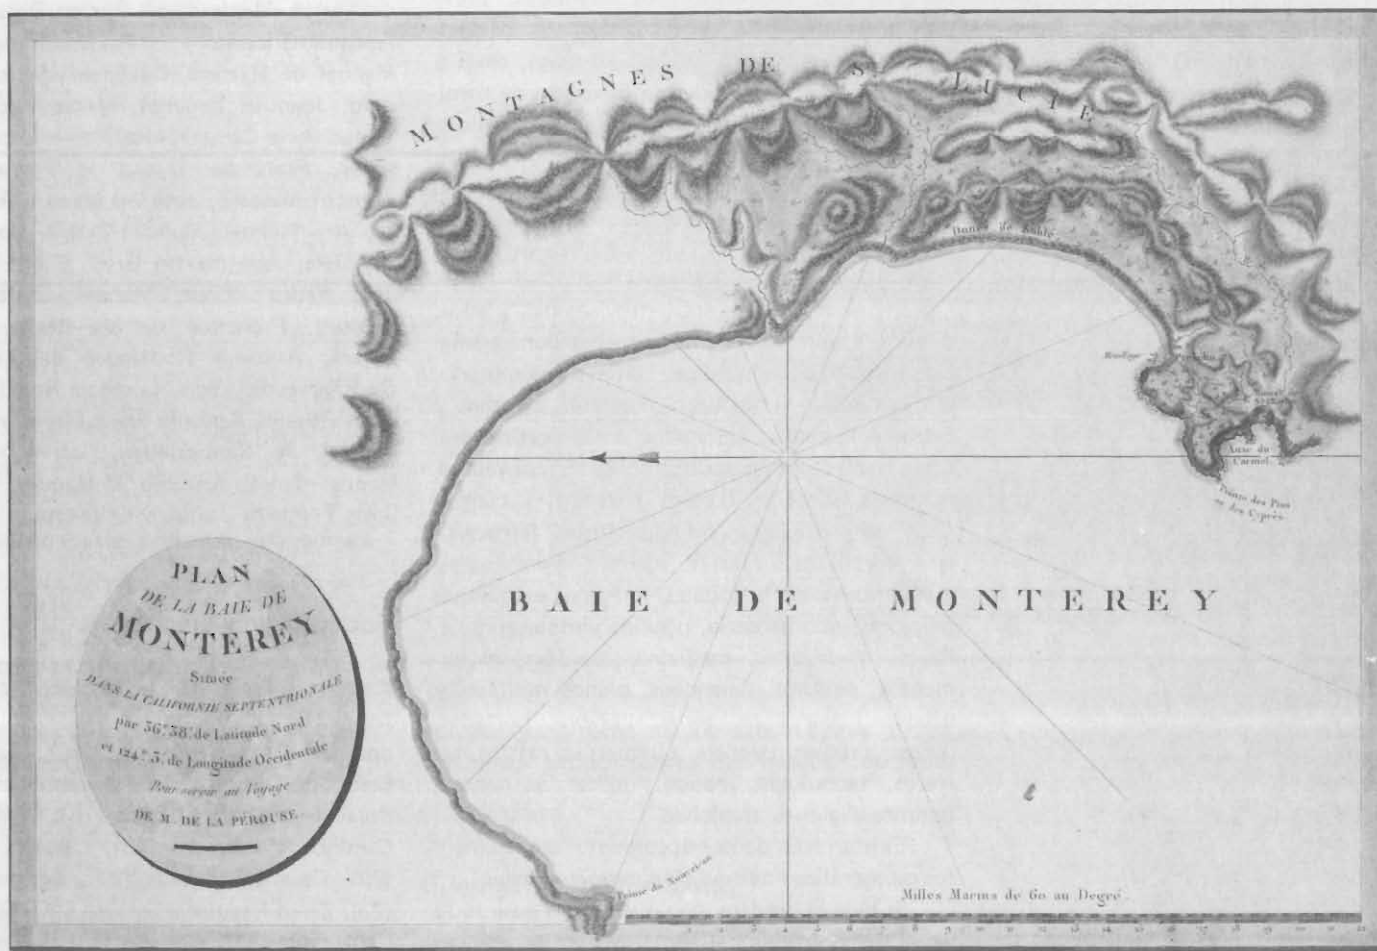 MONTAGNES DE S. LUCIE
Dunes de Sable
Anse du
Carmel
Pointe des Pins
ou des Cyprès
BAIE DE MONTEREY
PLAN
DE LA BAIE DE
MONTEREY
Située
DANS LA CALIFORNIE SEPTENTRIONALE
par 36°. 38'. de Latitude Nord
et 124°. 3'. de Longitude Occidentale
Pour servir au Voyage
DE M. DE LA PÉROUSE.
Milles Marins de 60 au Degré